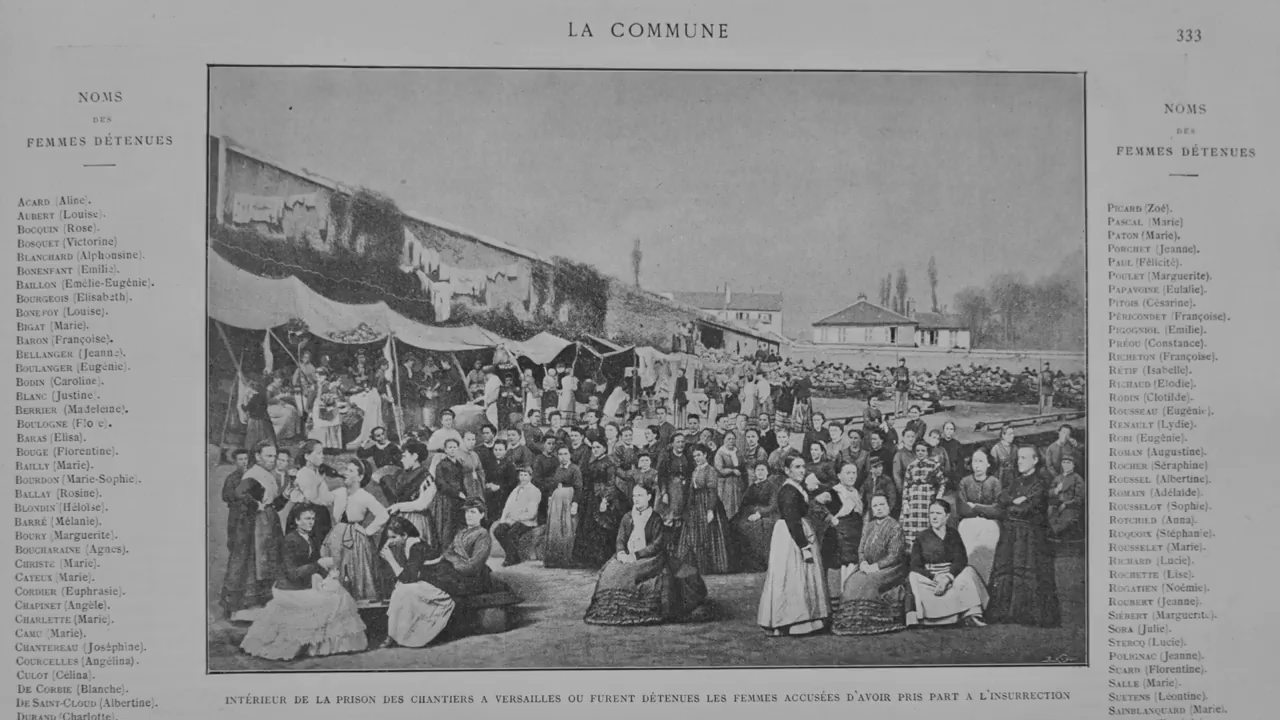 LA COMMUNE
333
NOMS
DES
FEMMES DÉTENUES
ACARD (Aline).
AUBERT (Louise).
BOCQUIN (Rose).
BOSQUET (Victorine)
BLANCHARD (Alphonsine).
BONENFANT (Emilie).
BAILLON (Emélie-Eugénie).
BOURGEOIS (Elisabeth).
BONEFOY (Louise).
BIGAT (Marie).
BARON (Françoise).
BELLANGER (Jeanne).
BOULANGER (Eugénie).
BODIN (Caroline).
BLANC (Justine).
BERRIER (Madeleine).
BOULOGNE
BARAS (Elisa).
BOUGE (Florentine).
BAILLY (Marie).
BOURDON (Marie-Sophie).
BALLAY (Rosine).
BLONDIN (Héloïse).
BARRÉ (Mélanie).
BOURY (Marguerite).
BOUCHARAINE (Agnes).
CHRISTE (Marie).
CAYEUX (Marie).
CORDIER (Euphrasie).
CHAPINET (Angèle).
CHARLETTE (Marie).
CAMU (Marie).
CHANTEREAU (Joséphine).
COURCELLES (Angélina).
CULOT (Célina).
DE CORBIE (Blanche).
DE SAINT-CLOUD (Albertine).
DURAND (Charlotte).
INTÉRIEUR DE LA PRISON DES CHANTIERS A VERSAILLES OU FURENT DÉTENUES LES FEMMES ACCUSÉES D'AVOIR PRIS PART A L'INSURRECTION
NOMS
DES
FEMMES DÉTENUES
PICARD (Zoé).
PASCAL (Marie)
PATON (Marie).
PORCHET (Jeanne).
PAUL (Félicité).
POULET (Marguerite).
PAPAVOINE (Eulalie).
PITOIS (Césarine).
PÉRICONDET (Françoise).
PIGOGNIOL (Emilie).
PRÉOU (Constance).
RICHETON (Françoise).
RÉTIF (Isabelle).
RICHAUD (Elodie).
RODIN (Clotilde).
ROUSSEAU (Eugénie).
RENAULT (Lydie).
ROBI (Eugénie).
ROMAN (Augustine).
ROCHER (Séraphine)
ROUSSEL (Albertine).
ROMAIN (Adélaïde).
ROUSSELOT (Sophie).
ROTCHILD (Anna).
RUQOIX (Stéphanie).
ROUSSELET (Marie).
RICHARD (Lucie).
ROCHETTE (Lise).
ROGATIEN (Noémie).
ROUBERT (Jeanne).
SIÉBERT (Marguerite).
SORA (Julie).
STERCQ (Lucie).
POLIGNAC (Jeanne).
SUARD (Florentine).
SALLE (Marie).
SUETENS (Léontine).
SAINBLANQUARD (Marie).